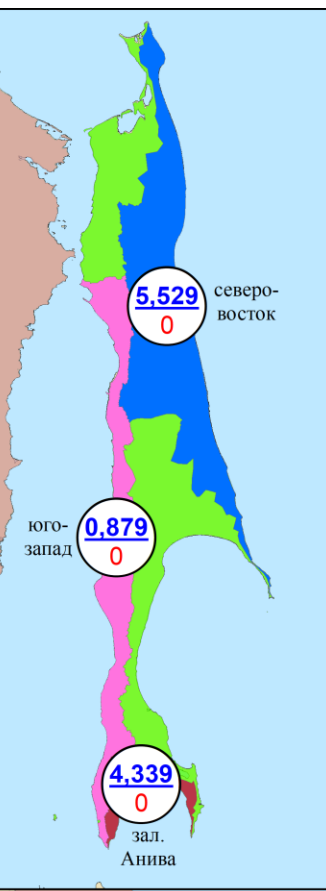 5,529
0
северо-
восток
юго-
запад
0,879
0
4,339
0
зал.
Анива